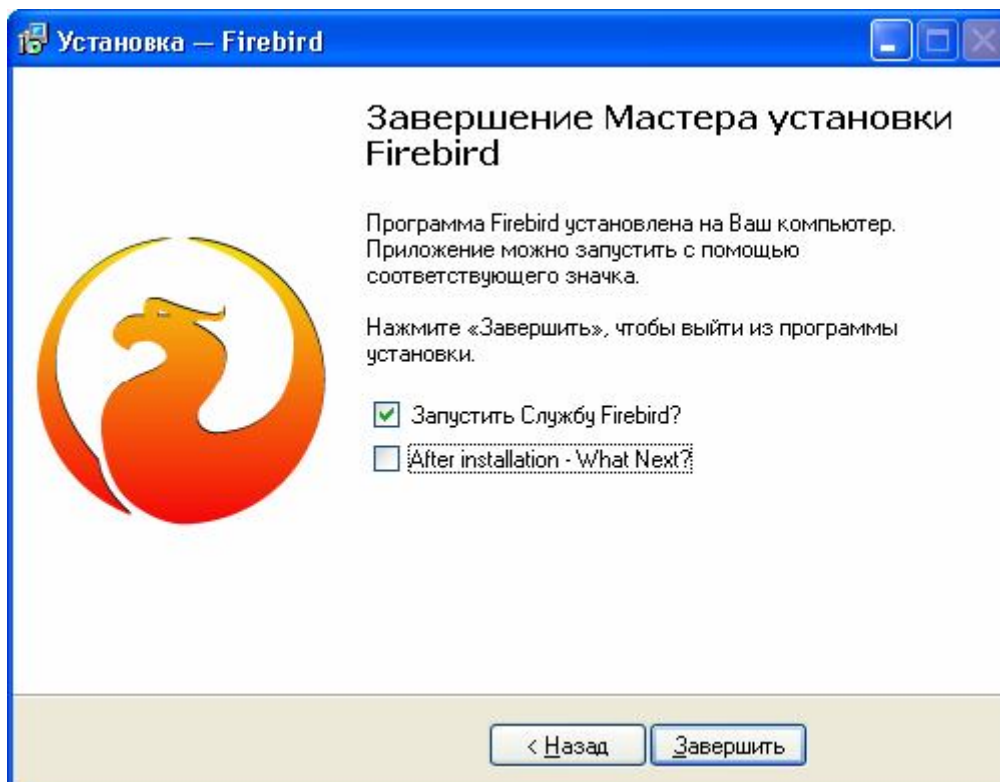 Установка — Firebird
Завершение Мастера установки
Firebird
Программа Firebird установлена на Ваш компьютер.
Приложение можно запустить с помощью
соответствующего значка.
Нажмите «Завершить», чтобы выйти из программы
установки.
Запустить Службу Firebird?
After installation - What Next?
< Назад
Завершить